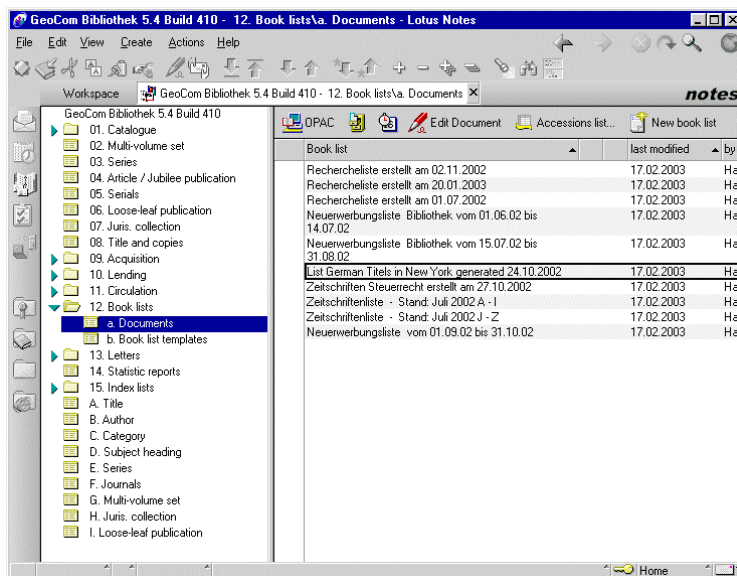 GeoCom Bibliothek 5.4 Build 410 - 12. Book lists\a. Documents - Lotus Notes
File Edit View Create Actions Help
Workspace GeoCom Bibliothek 5.4 Build 410 - 12. Book lists\a. Documents notes
GeoCom Bibliothek 5.4 Build 410
01. Catalogue
02. Multi-volume set
03. Series
04. Article / Jubilee publication
05. Serials
06. Loose-leaf publication
07. Juris. collection
08. Title and copies
09. Acquisition
10. Lending
11. Circulation
12. Book lists
a. Documents
b. Book list templates
13. Letters
14. Statistic reports
15. Index lists
A. Title
B. Author
C. Category
D. Subject heading
E. Series
F. Journals
G. Multi-volume set
H. Juris. collection
I. Loose-leaf publication
OPAC Edit Document Accessions list... New book list
Book list last modified by
Rechercheliste erstellt am 02.11.2002 17.02.2003 Ha
Rechercheliste erstellt am 20.01.2003 17.02.2003 Ha
Rechercheliste erstellt am 01.07.2002 17.02.2003 Ha
Neuerwerbungsliste Bibliothek vom 01.06.02 bis 17.02.2003 Ha
14.07.02
Neuerwerbungsliste Bibliothek vom 15.07.02 bis 17.02.2003 Ha
31.08.02
List German Titels in New York generated 24.10.2002 17.02.2003 Ha
Zeitschriften Steuerrecht erstellt am 27.10.2002 17.02.2003 Ha
Zeitschriftenliste - Stand: Juli 2002 A - I 17.02.2003 Ha
Zeitschriftenliste - Stand: Juli 2002 J - Z 17.02.2003 Ha
Neuerwerbungsliste vom 01.09.02 bis 31.10.02 17.02.2003 Ha
Home